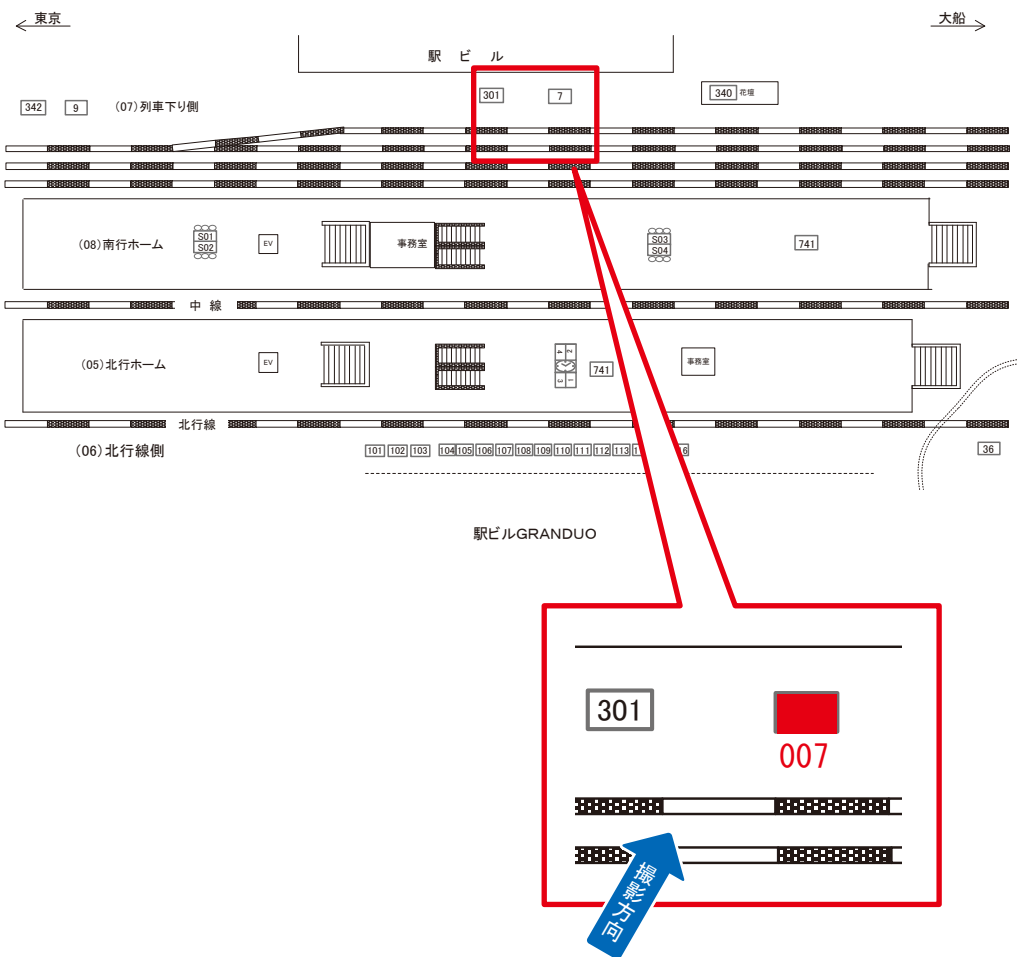 東京
大船
駅ビル
301
7
340 花壇
342
9
(07)列車下り側
(08)南行ホーム
S01
S02
EV
事務室
S03
S04
741
中線
(05)北行ホーム
EV
4 2
3 1
741
事務室
北行線
(06)北行線側
101 102 103 104 105 106 107 108 109 110 111 112 113
36
駅ビルGRANDUO
301
007
撮影方向